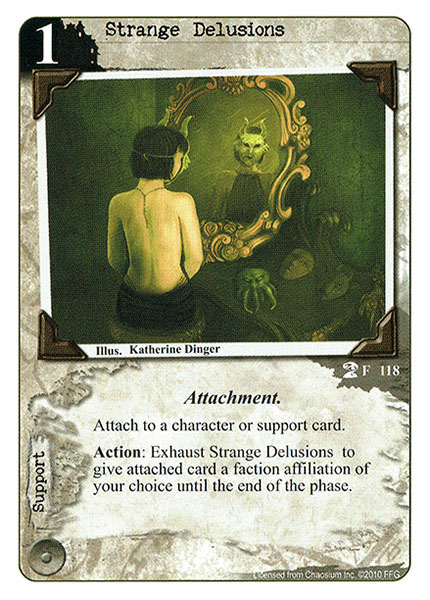 1
Strange Delusions
Illus. Katherine Dinger
F 118
Attachment.
Attach to a character or support card.
Action: Exhaust Strange Delusions to
give attached card a faction affiliation of
your choice until the end of the phase.
Support
Licensed from Chaosium Inc. ©2010 FFG